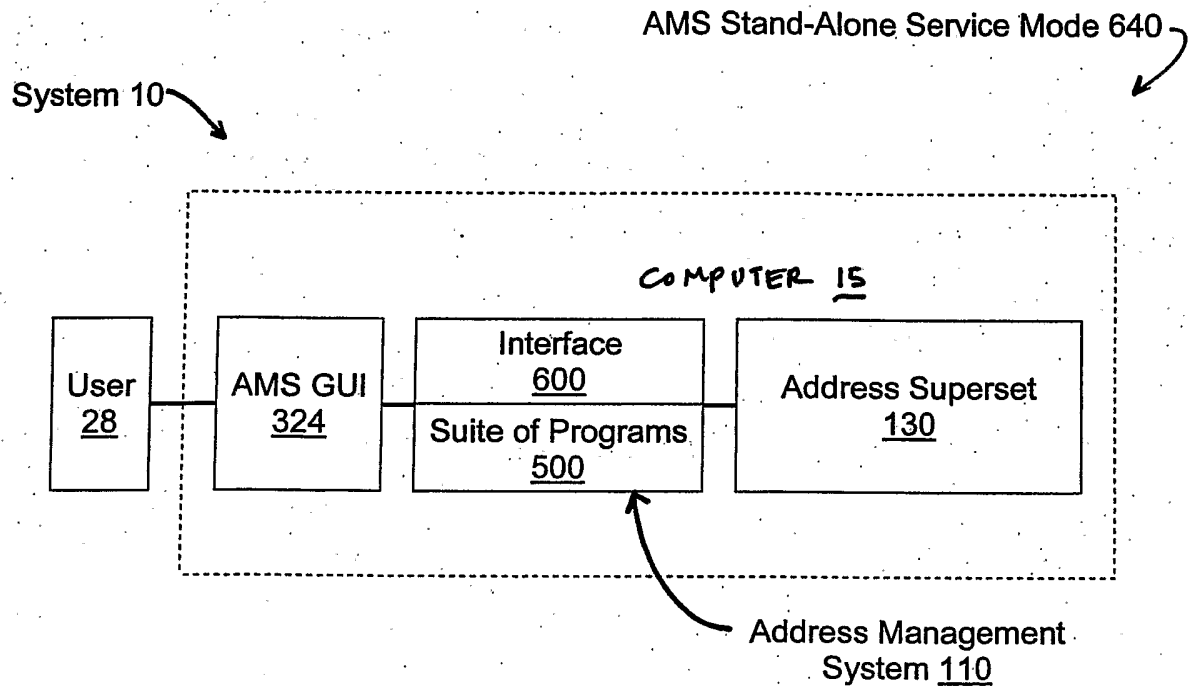 AMS Stand-Alone Service Mode 640
System 10
COMPUTER 15
User
28
AMS GUI
324
Interface
600
Suite of Programs
500
Address Superset
130
Address Management
System 110